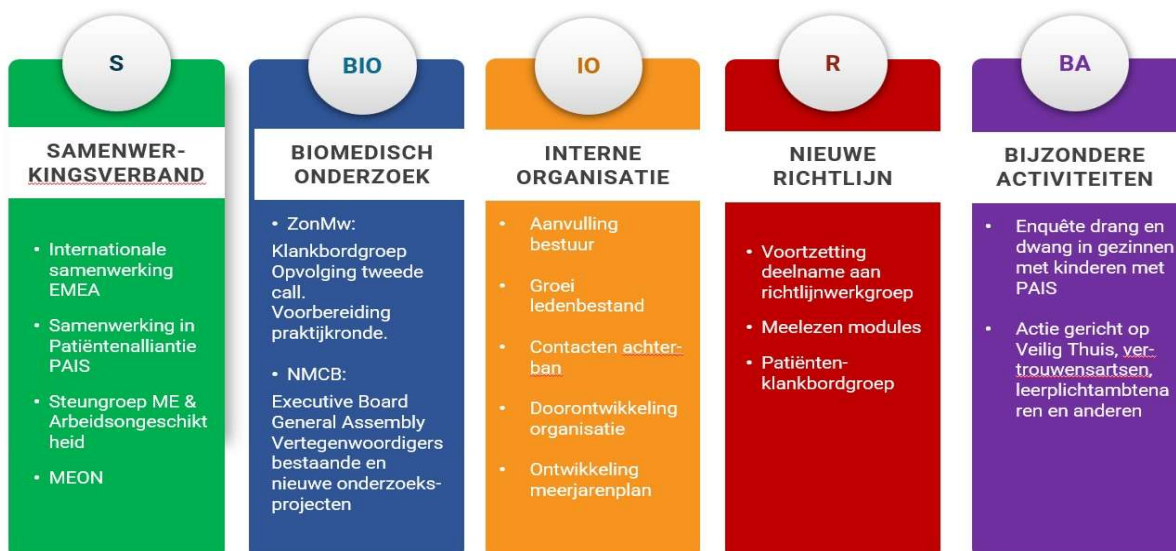 S
SAMENWER-
KINGSVERBAND
• Internationale
samenwerking
EMEA
• Samenwerking in
Patiëntenalliantie
PAIS
• Steungroep ME &
Arbeidsongeschikt
heid
• MEON
BIO
BIOMEDISCH
ONDERZOEK
• ZonMw:
Klankbordgroep
Opvolging tweede
call.
Voorbereiding
praktijkronde.
• NMCB:
Executive Board
General Assembly
Vertegenwoordigers
bestaande en
nieuwe onderzoeks-
projecten
IO
INTERNE
ORGANISATIE
• Aanvulling
bestuur
• Groei
ledenbestand
• Contacten achter-
ban
• Doorontwikkeling
organisatie
• Ontwikkeling
meerjarenplan
R
NIEUWE
RICHTLIJN
• Voortzetting
deelname aan
richtlijnwerkgroep
• Meelezen modules
• Patiënten-
klankbordgroep
BA
BIJZONDERE
ACTIVITEITEN
• Enquête drang en
dwang in gezinnen
met kinderen met
PAIS
• Actie gericht op
Veilig Thuis, ver-
trouwensartsen,
leerplichtambtena
ren en anderen